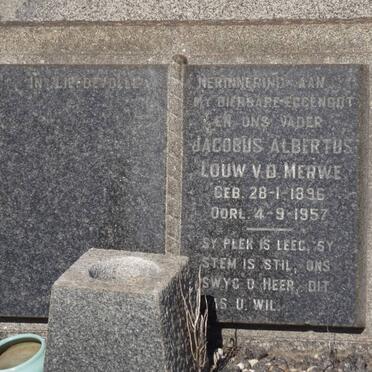 IN LIEFDEVOLLE
HERINNERING AAN
MY DIERBARE EGGENOOT
EN ONS VADER
JACOBUS ALBERTUS
LOUW V.D. MERWE
GEB. 28-1-1896
OORL. 4-9-1957
SY PLEK IS LEEG, SY
STEM IS STIL, ONS
SWYG O HEER, DIT
WAS U WIL.